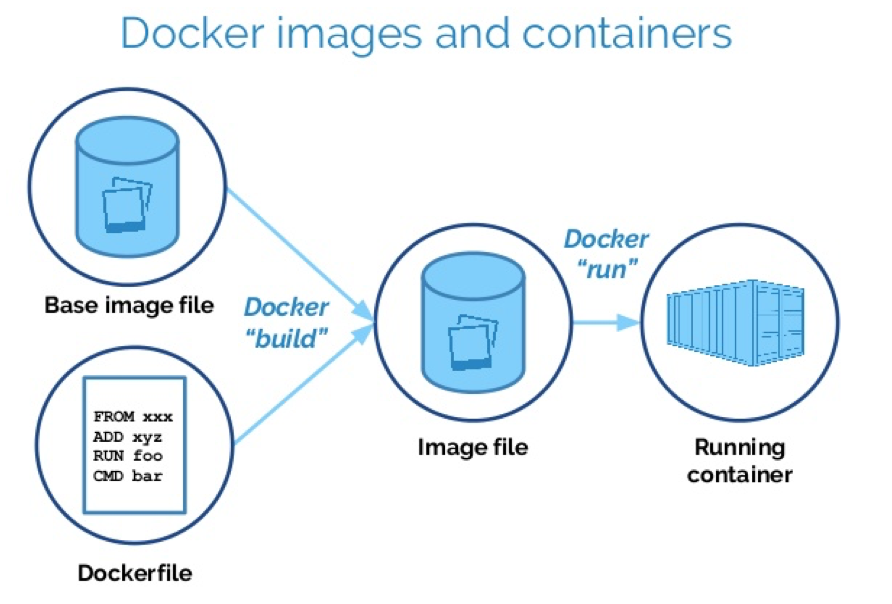 Docker images and containers
Base image file
Docker
“build”
FROM xxx
ADD xyz
RUN foo
CMD bar
Dockerfile
Image file
Docker
“run”
Running
container